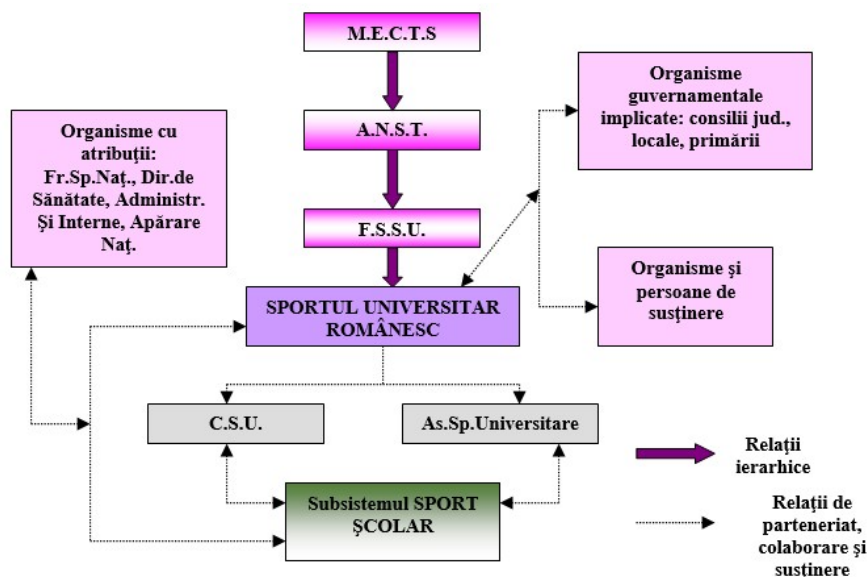 M.E.C.T.S
A.N.S.T.
F.S.S.U.
Organisme cu
atribuţii:
Fr.Sp.Naţ., Dir.de
Sănătate, Administr.
Şi Interne, Apărare
Naţ.
Organisme
guvernamentale
implicate: consilii jud.,
locale, primării
Organisme şi
persoane de
susţinere
SPORTUL UNIVERSITAR
ROMÂNESC
C.S.U.
As.Sp.Universitare
Subsistemul SPORT
ŞCOLAR
Relaţii
ierarhice
Relaţii de
parteneriat,
colaborare şi
susţinere